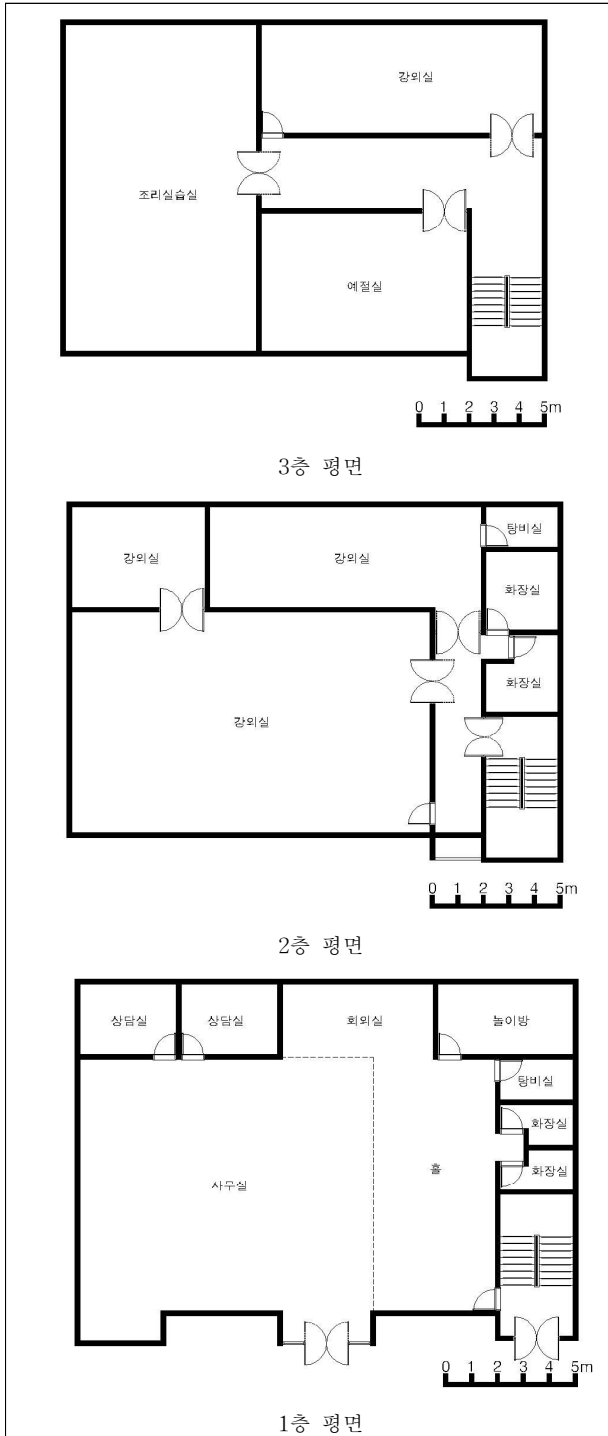 강의실
조리실습실
예절실
0 1 2 3 4 5m
3층 평면
강의실 강의실 탕비실
화장실
화장실
강의실
0 1 2 3 4 5m
2층 평면
상담실 상담실 회의실 놀이방
탕비실
화장실
화장실
사무실 홀
0 1 2 3 4 5m
1층 평면